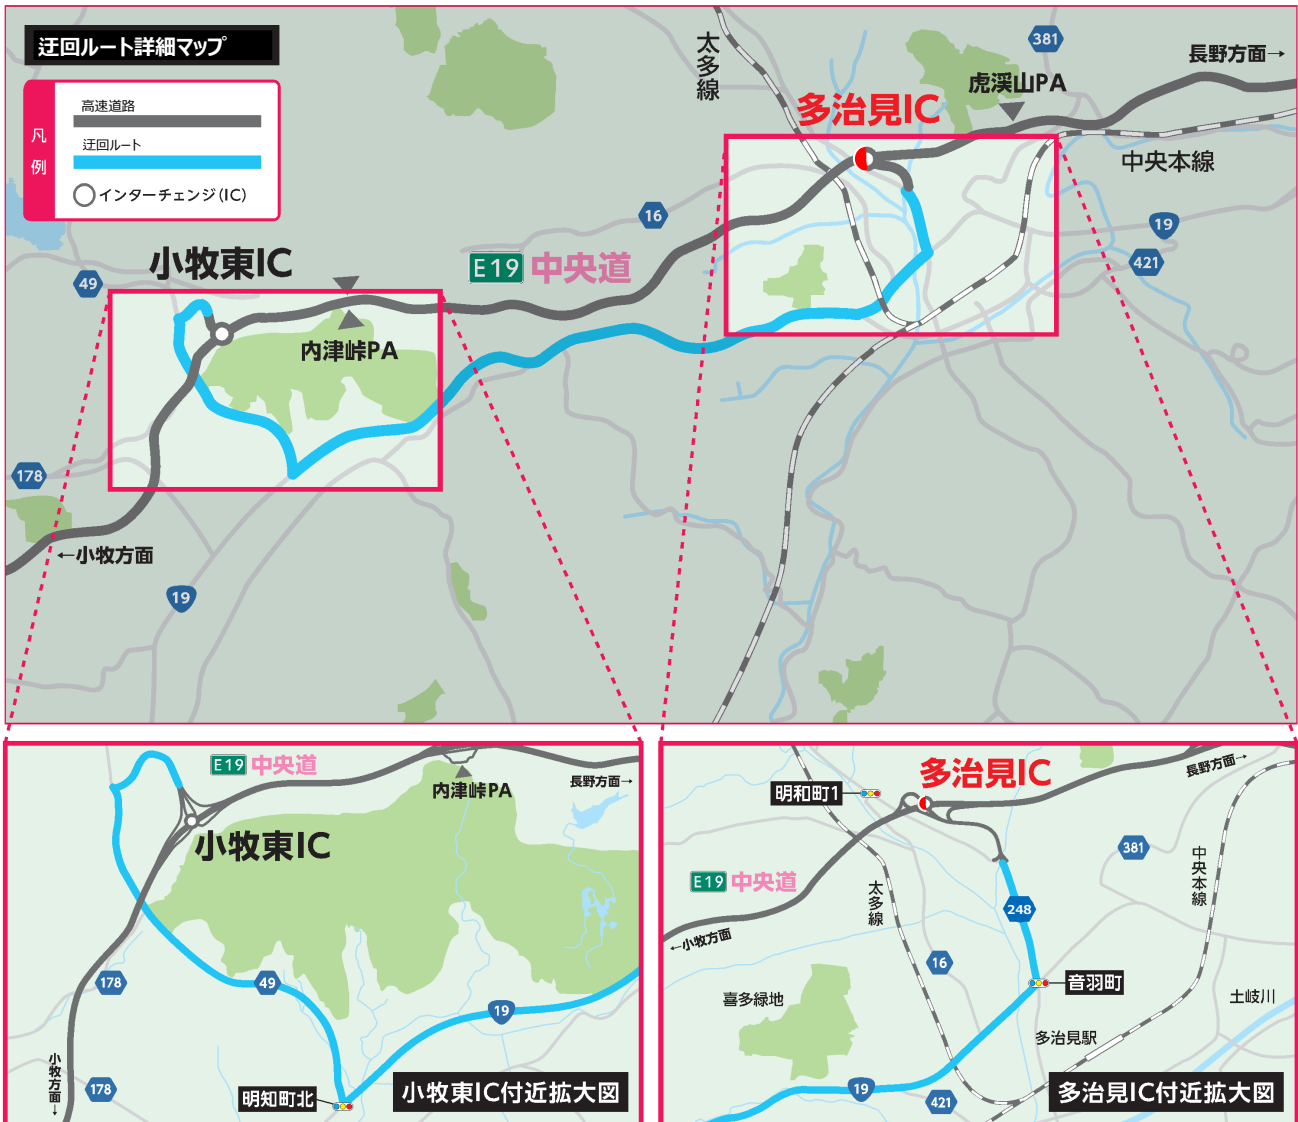 迂回ルート詳細マップ
凡例
高速道路
迂回ルート
インターチェンジ(IC)
太多線
381
長野方面→
虎渓山PA
多治見IC
中央本線
16
19
421
E19 中央道
小牧東IC
49
内津峠PA
178
←小牧方面
19
E19 中央道
内津峠PA
長野方面→
小牧東IC
178
49
19
小牧方面→
178
明知町北
小牧東IC付近拡大図
多治見IC
長野方面→
明和町1
381
中央本線
E19 中央道
太多線
248
←小牧方面
16
音羽町
喜多緑地
土岐川
多治見駅
19
421
多治見IC付近拡大図